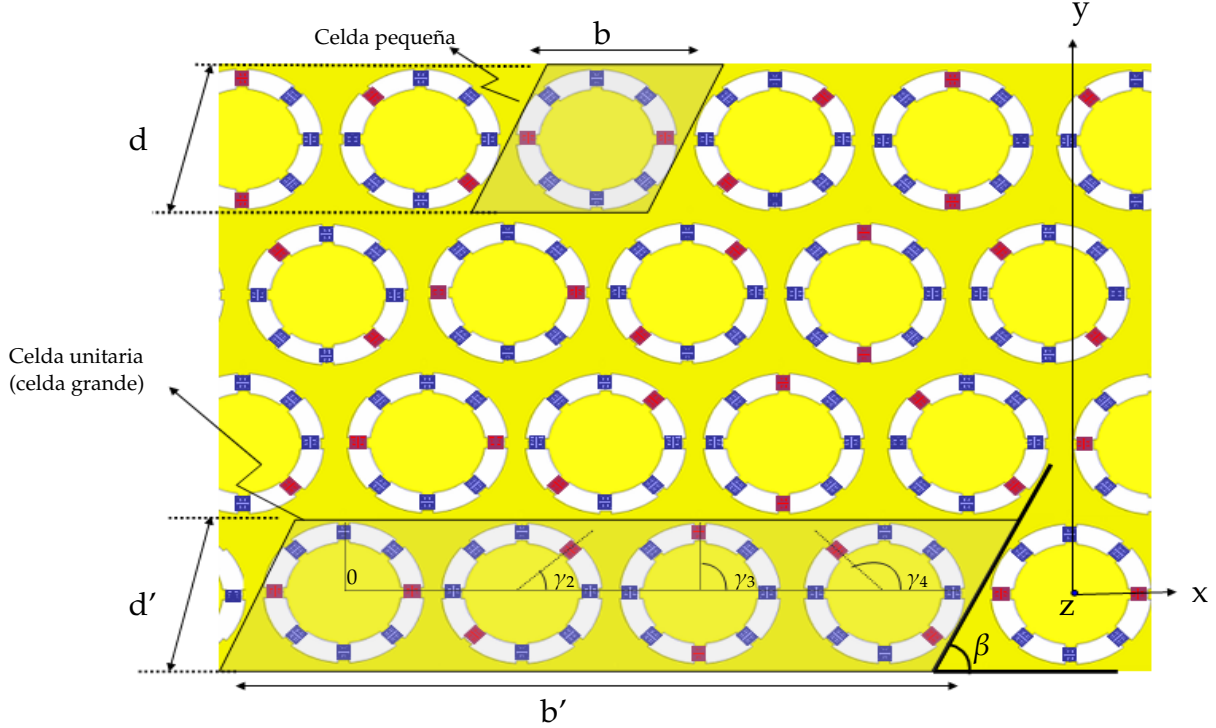 y
Celda pequeña
b
d
Celda unitaria
(celda grande)
0
γ2
γ3
γ4
d′
z
x
β
b′